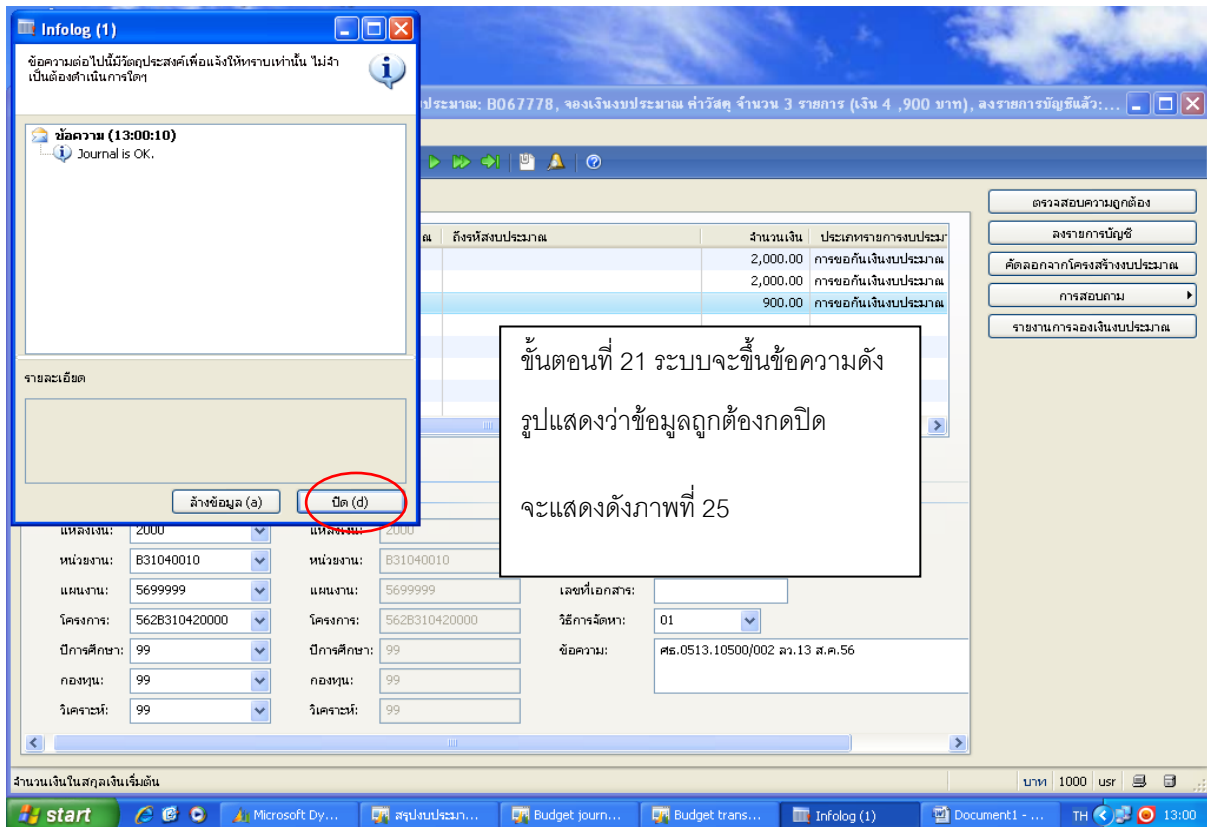 Infolog (1)
ข้อความต่อไปนี้มีวัตถุประสงค์เพื่อแจ้งให้ทราบเท่านั้น ไม่จำ
เป็นต้องดำเนินการใดๆ
ข้อความ (13:00:10)
Journal is OK.
รายละเอียด
ล้างข้อมูล (a)
ปิด (d)
ประมาณ: B067778, จองเงินงบประมาณ ค่าวัสดุ จำนวน 3 รายการ (เงิน 4 ,900 บาท), ลงรายการบัญชีแล้ว:...
ณ ถึงรหัสงบประมาณ จำนวนเงิน ประเภทรายการงบประมา
2,000.00 การขอกันเงินงบประมาณ
2,000.00 การขอกันเงินงบประมาณ
900.00 การขอกันเงินงบประมาณ
ตรวจสอบความถูกต้อง
ลงรายการบัญชี
คัดลอกจากโครงสร้างงบประมาณ
การสอบถาม
รายงานการจองเงินงบประมาณ
ขั้นตอนที่ 21 ระบบจะขึ้นข้อความดัง
รูปแสดงว่าข้อมูลถูกต้องกดปิด
จะแสดงดังภาพที่ 25
แหล่งเงิน: 2000 แหล่งเงิน: 2000
หน่วยงาน: B31040010 หน่วยงาน: B31040010
แผนงาน: 5699999 แผนงาน: 5699999 เลขที่เอกสาร:
โครงการ: 562B310420000 โครงการ: 562B310420000 วิธีการจัดหา: 01
ปีการศึกษา: 99 ปีการศึกษา: 99 ข้อความ: ศธ.0513.10500/002 ลว.13 ส.ค.56
กองทุน: 99 กองทุน: 99
วิเคราะห์: 99 วิเคราะห์: 99
จำนวนเงินในสกุลเงินเริ่มต้น บาท 1000 usr
start Microsoft Dy... สรุปงบประมา... Budget journ... Budget trans... Infolog (1) Document1 - ... TH 13:00